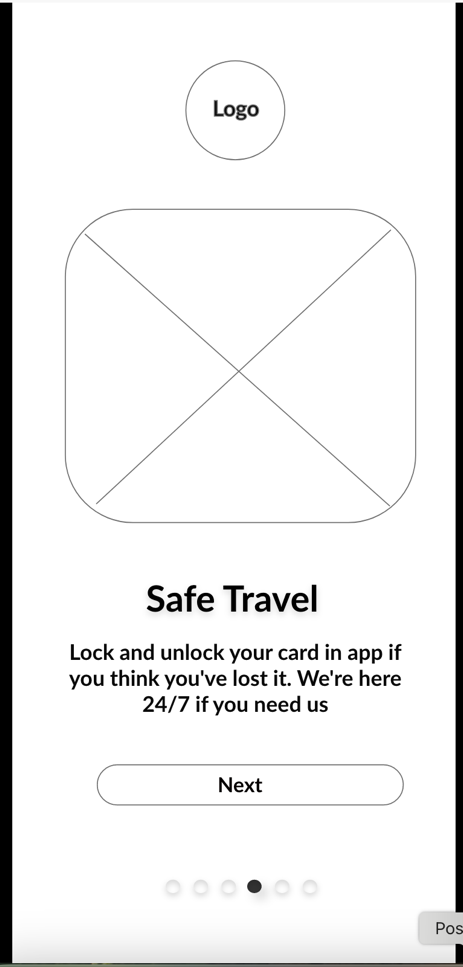 Logo
Safe Travel
Lock and unlock your card in app if
you think you've lost it. We're here
24/7 if you need us
Next
Pos